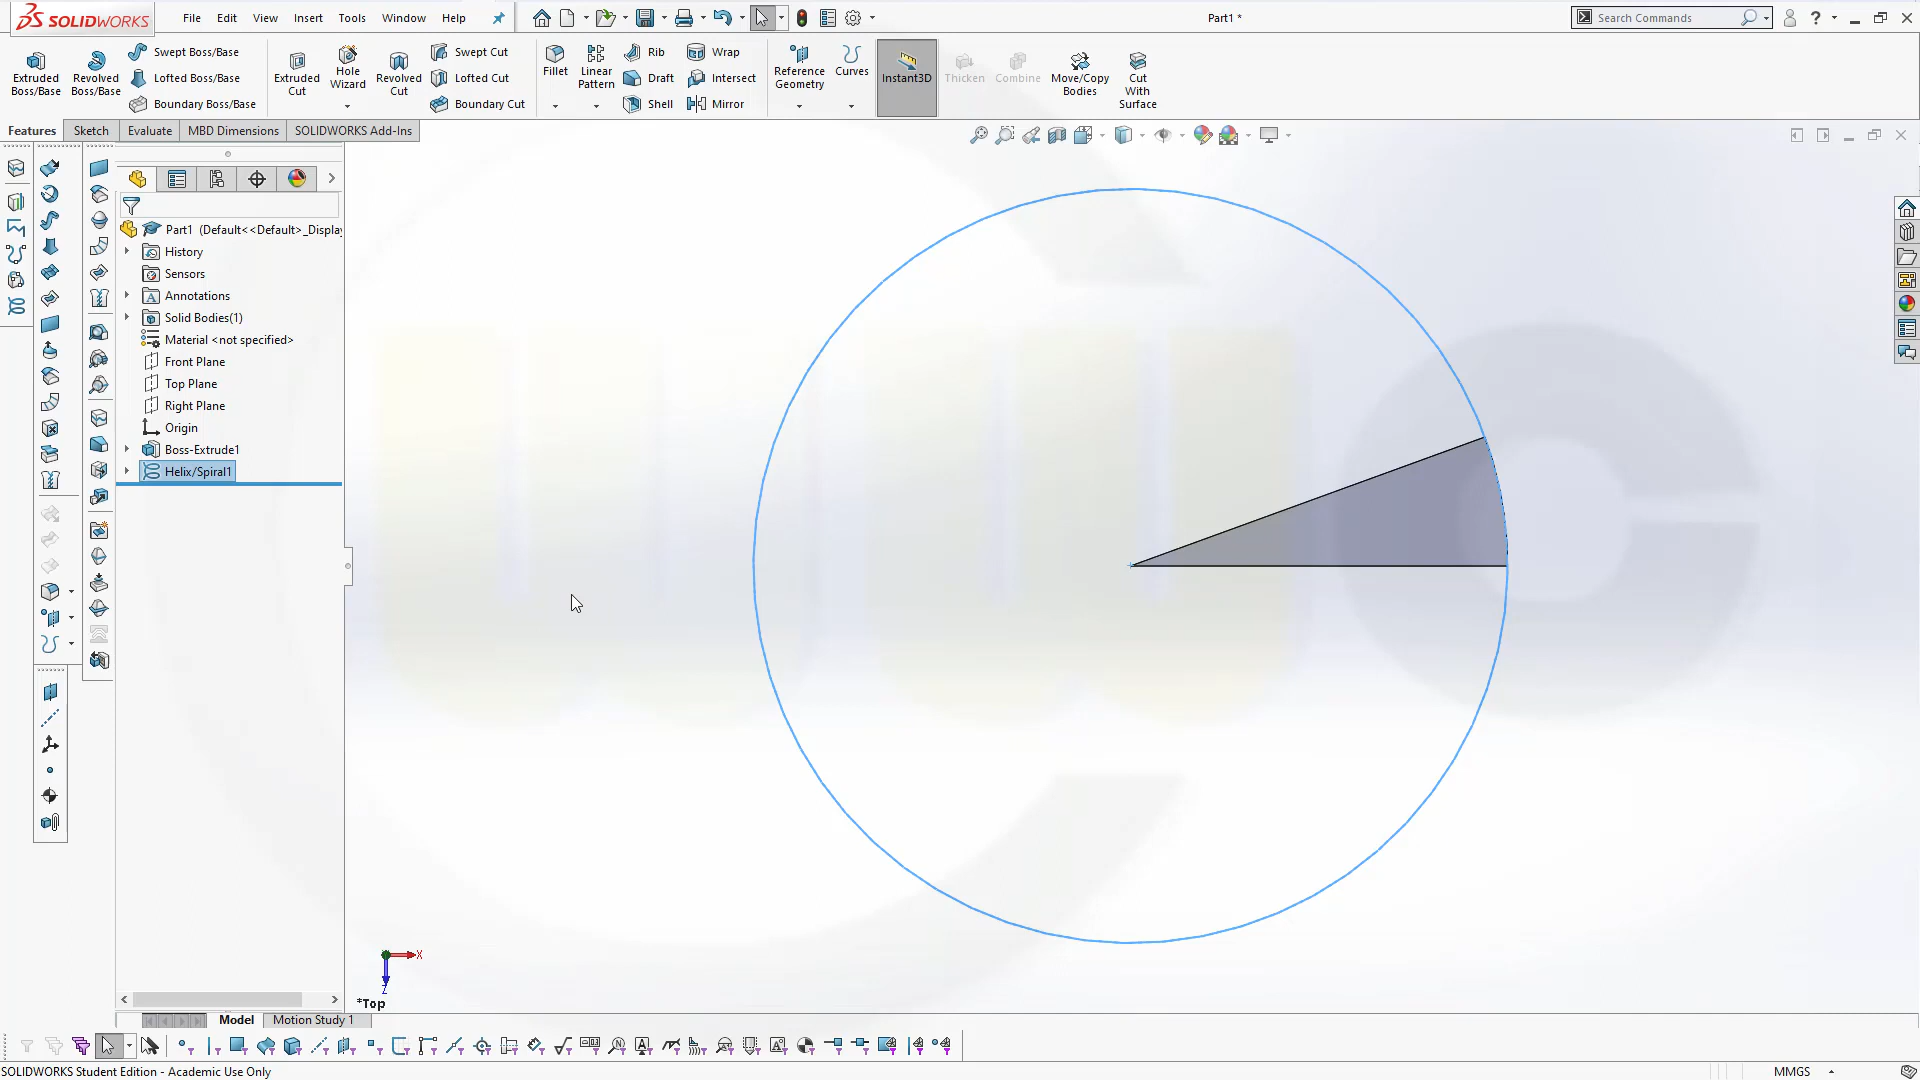 SOLIDWORKS
File Edit View Insert Tools Window Help
Part1 *
Search Commands
Extruded Boss/Base
Revolved Boss/Base
Swept Boss/Base
Lofted Boss/Base
Boundary Boss/Base
Extruded Cut
Hole Wizard
Revolved Cut
Swept Cut
Lofted Cut
Boundary Cut
Fillet
Linear Pattern
Rib
Draft
Shell
Wrap
Intersect
Mirror
Reference Geometry
Curves
Instant3D
Thicken
Combine
Move/Copy Bodies
Cut With Surface
Features Sketch Evaluate MBD Dimensions SOLIDWORKS Add-Ins
Part1 (Default<<Default>_Display
History
Sensors
Annotations
Solid Bodies(1)
Material <not specified>
Front Plane
Top Plane
Right Plane
Origin
Boss-Extrude1
Helix/Spiral1
X
Z
*Top
Model Motion Study 1
SOLIDWORKS Student Edition - Academic Use Only
MMGS